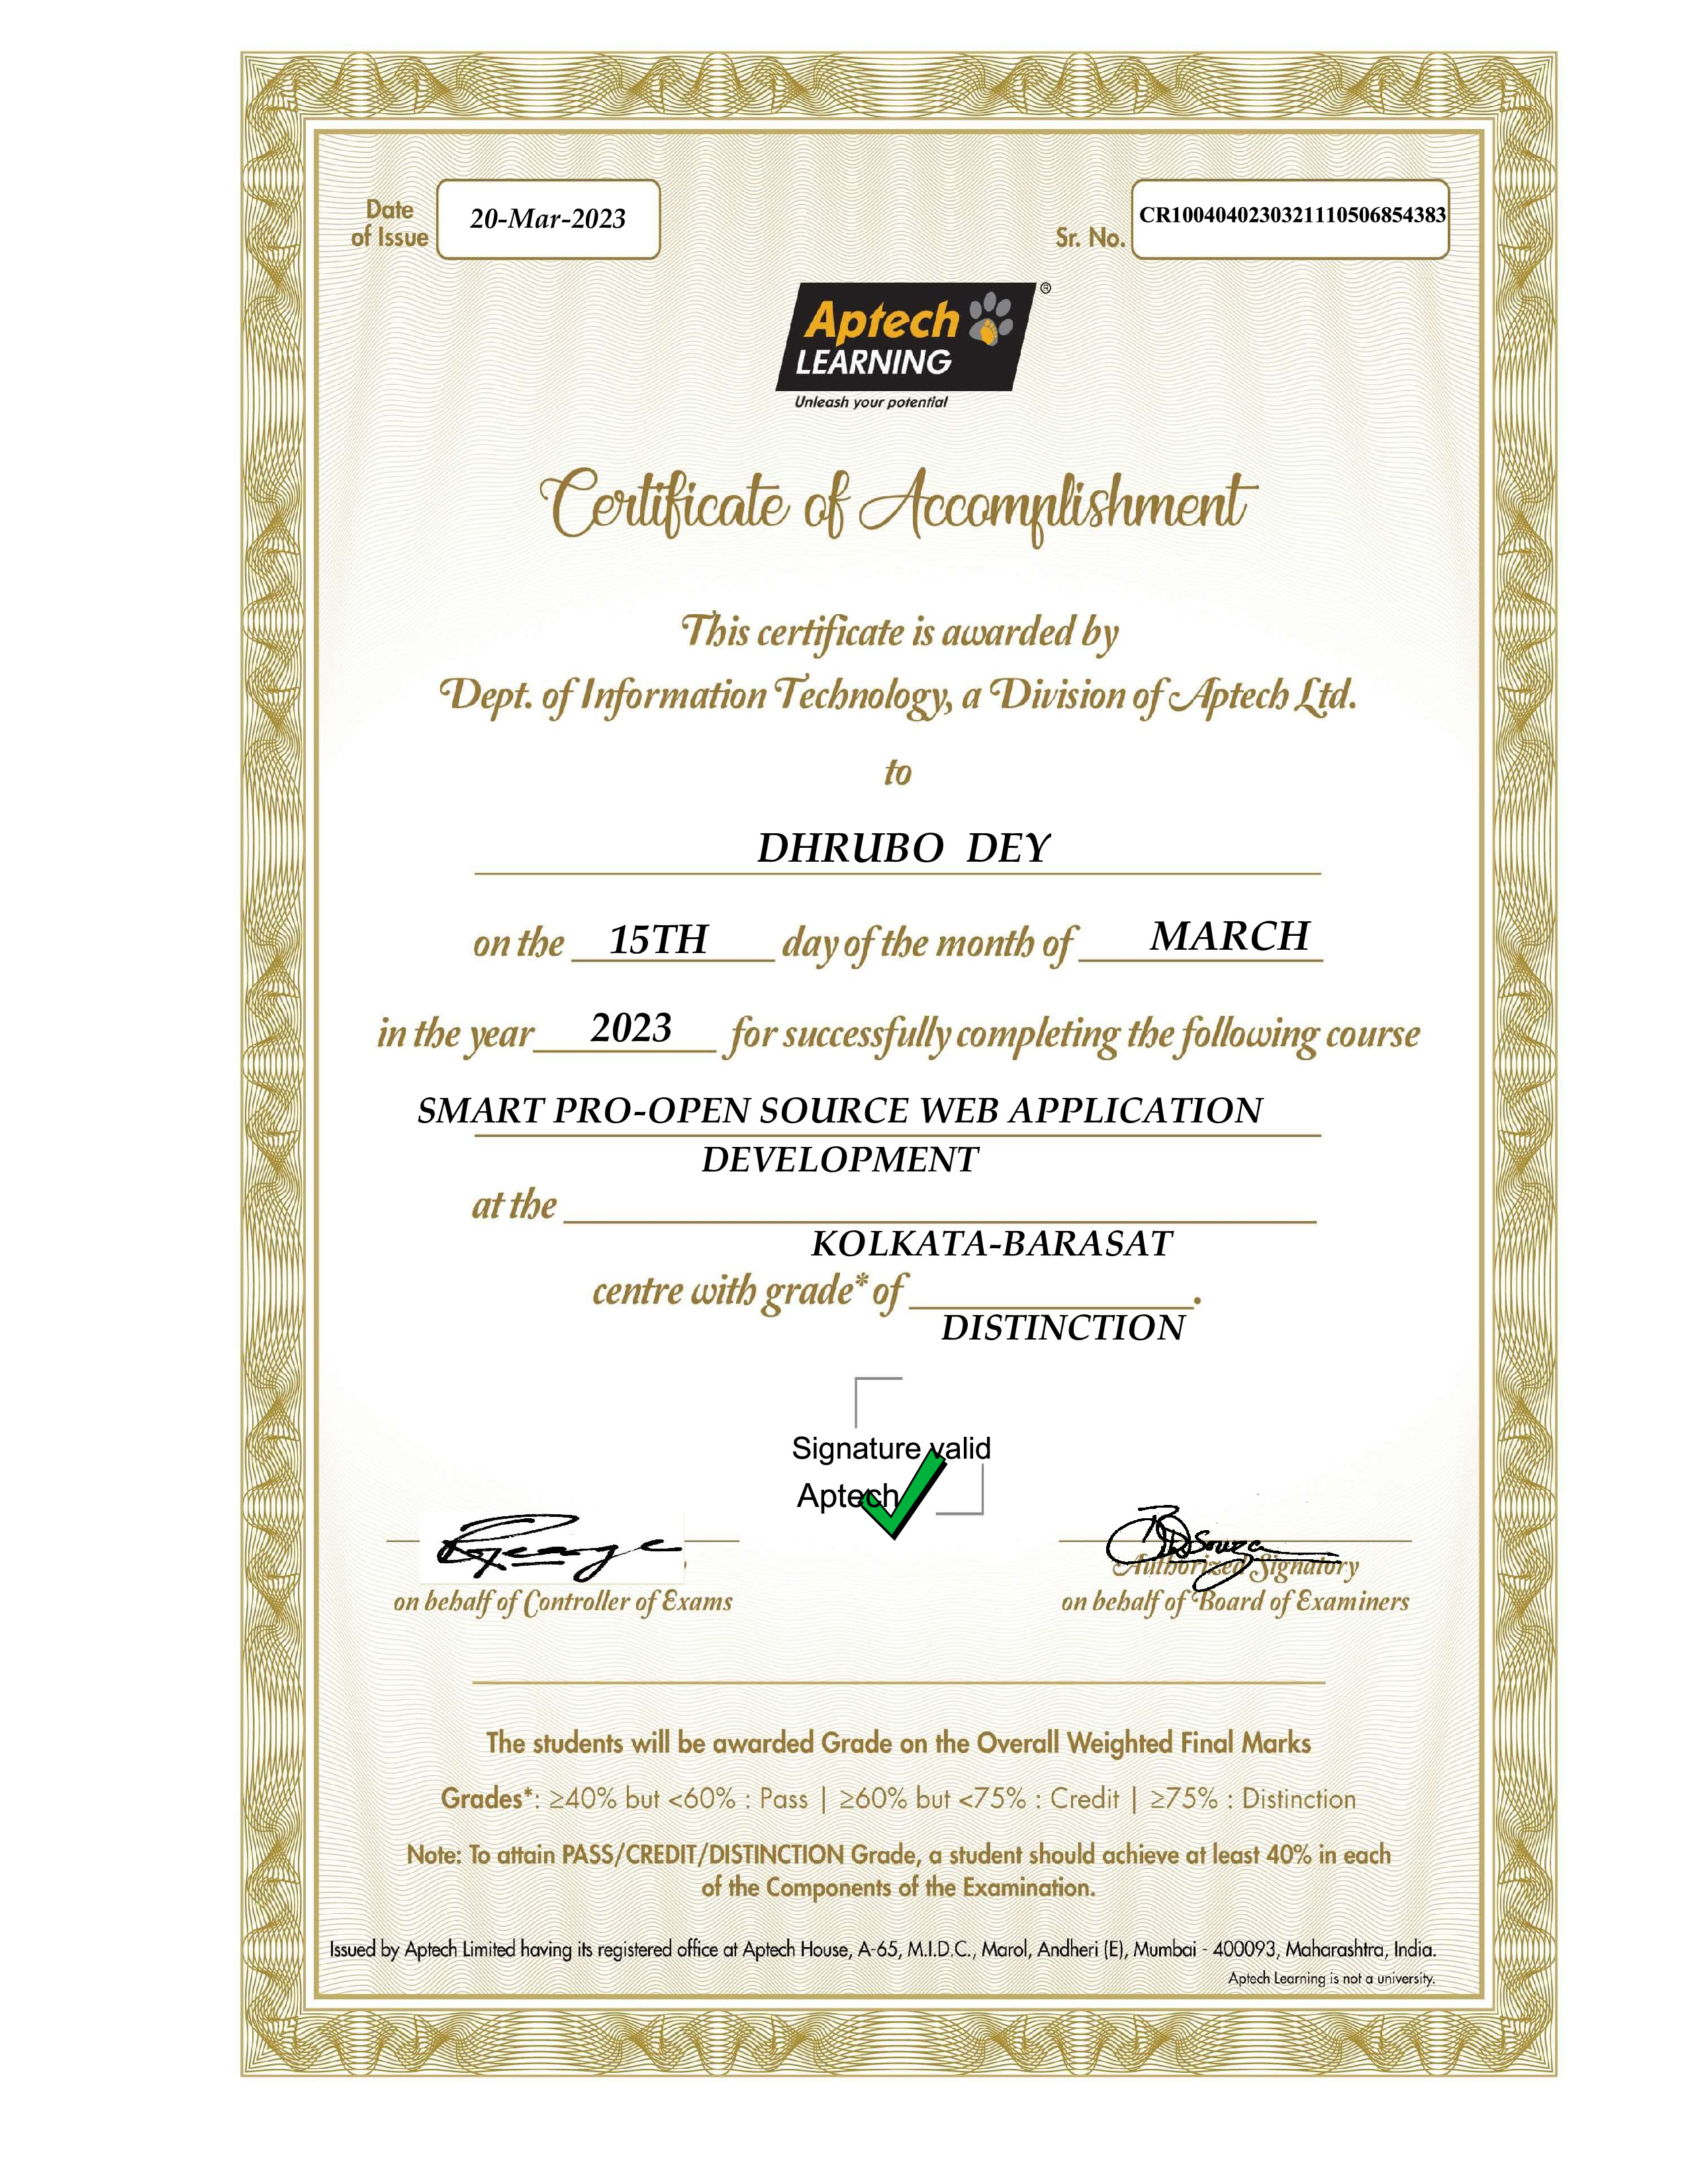 Date
of Issue
20-Mar-2023
Sr. No.
CR1004040230321110506854383
Aptech
LEARNING
®
Unleash your potential
Certificate of Accomplishment
This certificate is awarded by
Dept. of Information Technology, a Division of Aptech Ltd.
to
DHRUBO DEY
on the 15TH day of the month of MARCH
in the year 2023 for successfully completing the following course
SMART PRO-OPEN SOURCE WEB APPLICATION
DEVELOPMENT
at the
KOLKATA-BARASAT
centre with grade* of .
DISTINCTION
Signature valid
Aptech
Authorized Signatory
on behalf of Controller of Exams
on behalf of Board of Examiners
The students will be awarded Grade on the Overall Weighted Final Marks
Grades*: ≥40% but <60% : Pass | ≥60% but <75% : Credit | ≥75% : Distinction
Note: To attain PASS/CREDIT/DISTINCTION Grade, a student should achieve at least 40% in each
of the Components of the Examination.
Issued by Aptech Limited having its registered office at Aptech House, A-65, M.I.D.C., Marol, Andheri (E), Mumbai - 400093, Maharashtra, India.
Aptech Learning is not a university.